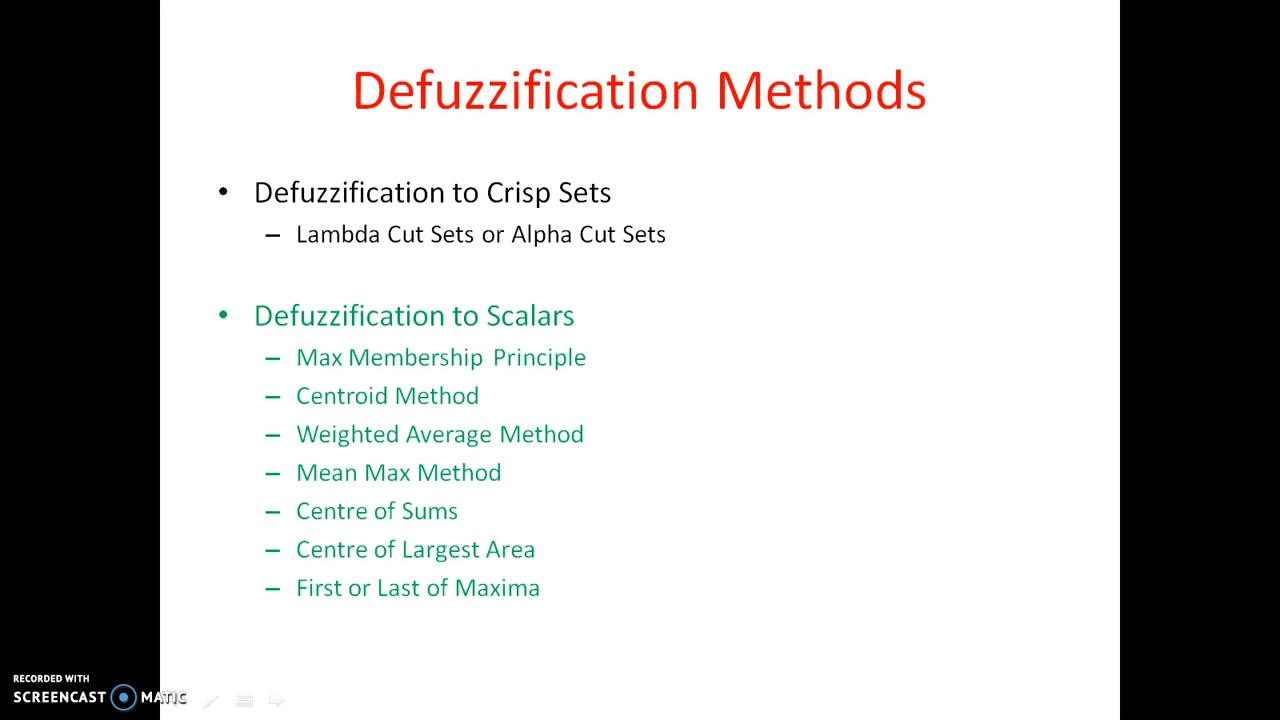 Defuzzification Methods
• Defuzzification to Crisp Sets
– Lambda Cut Sets or Alpha Cut Sets
• Defuzzification to Scalars
– Max Membership Principle
– Centroid Method
– Weighted Average Method
– Mean Max Method
– Centre of Sums
– Centre of Largest Area
– First or Last of Maxima
RECORDED WITH
SCREENCAST MATIC